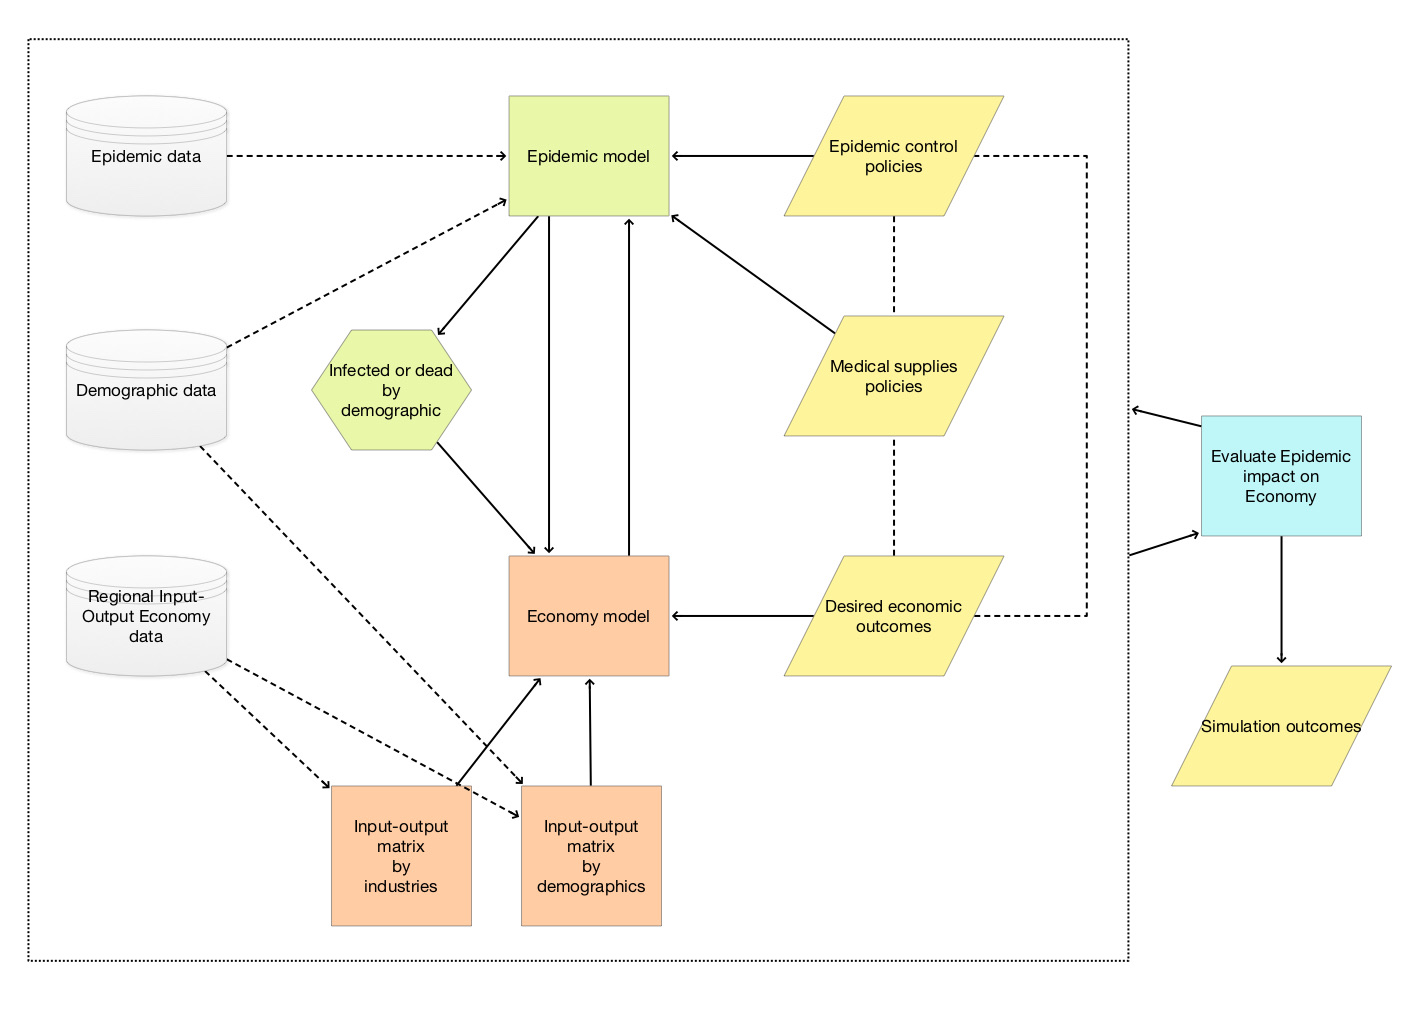 Epidemic data
Epidemic model
Epidemic control
policies
Demographic data
Infected or dead
by
demographic
Medical supplies
policies
Evaluate Epidemic
impact on
Economy
Regional Input-
Output Economy
data
Economy model
Desired economic
outcomes
Simulation outcomes
Input-output
matrix
by
industries
Input-output
matrix
by
demographics